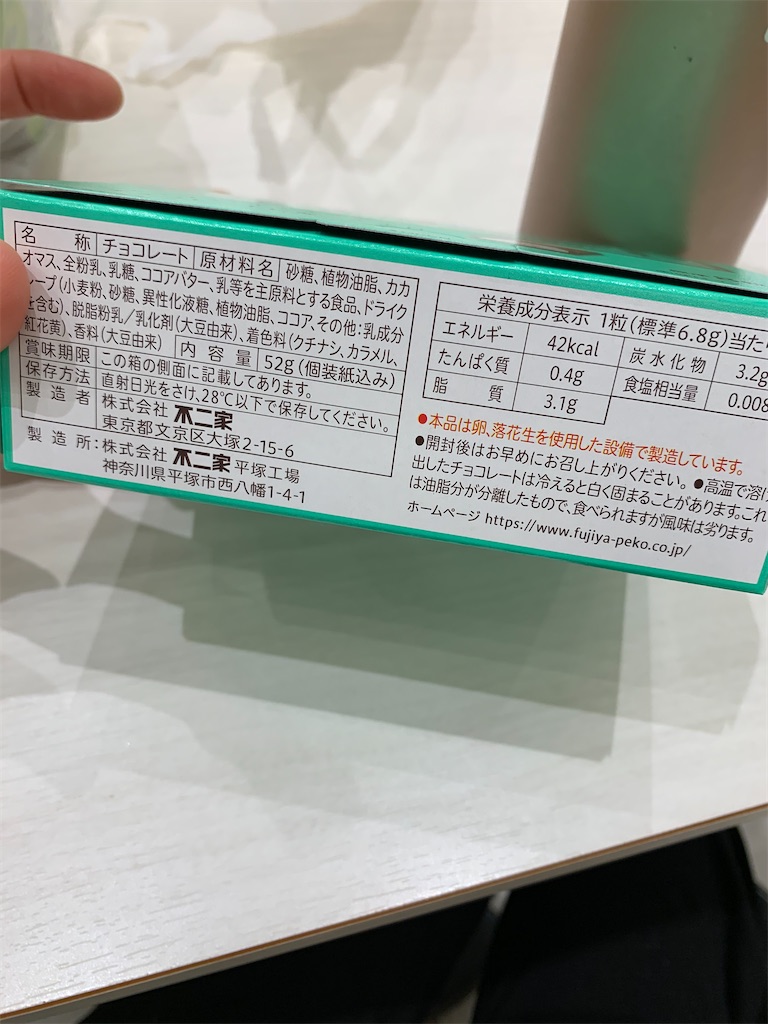 名 称 チョコレート 原材料名 砂糖、植物油脂、カカ
オマス、全粉乳、乳糖、ココアバター、乳等を主原料とする食品、ドライク
レープ(小麦粉、砂糖、異性化液糖、植物油脂、ココア、その他:乳成分
を含む)、脱脂粉乳/乳化剤(大豆由来)、着色料(クチナシ、カラメル、
紅花黄)、香料(大豆由来) 内容量 52g(個装紙込み)
賞味期限 この箱の側面に記載してあります。
保存方法 直射日光をさけ、28℃以下で保存してください。
製造者 株式会社 不二家
東京都文京区大塚2-15-6
製造所:株式会社 不二家 平塚工場
神奈川県平塚市西八幡1-4-1
栄養成分表示 1粒(標準6.8g)当た
エネルギー 42kcal 炭水化物 3.2g
たんぱく質 0.4g 食塩相当量 0.008
脂質 3.1g
●本品は卵、落花生を使用した設備で製造しています。
●開封後はお早めにお召し上がりください。●高温で溶け
出したチョコレートは冷えると白く固まることがあります。これ
は油脂分が分離したもので、食べられますが風味は劣ります。
ホームページ https://www.fujiya-peko.co.jp/